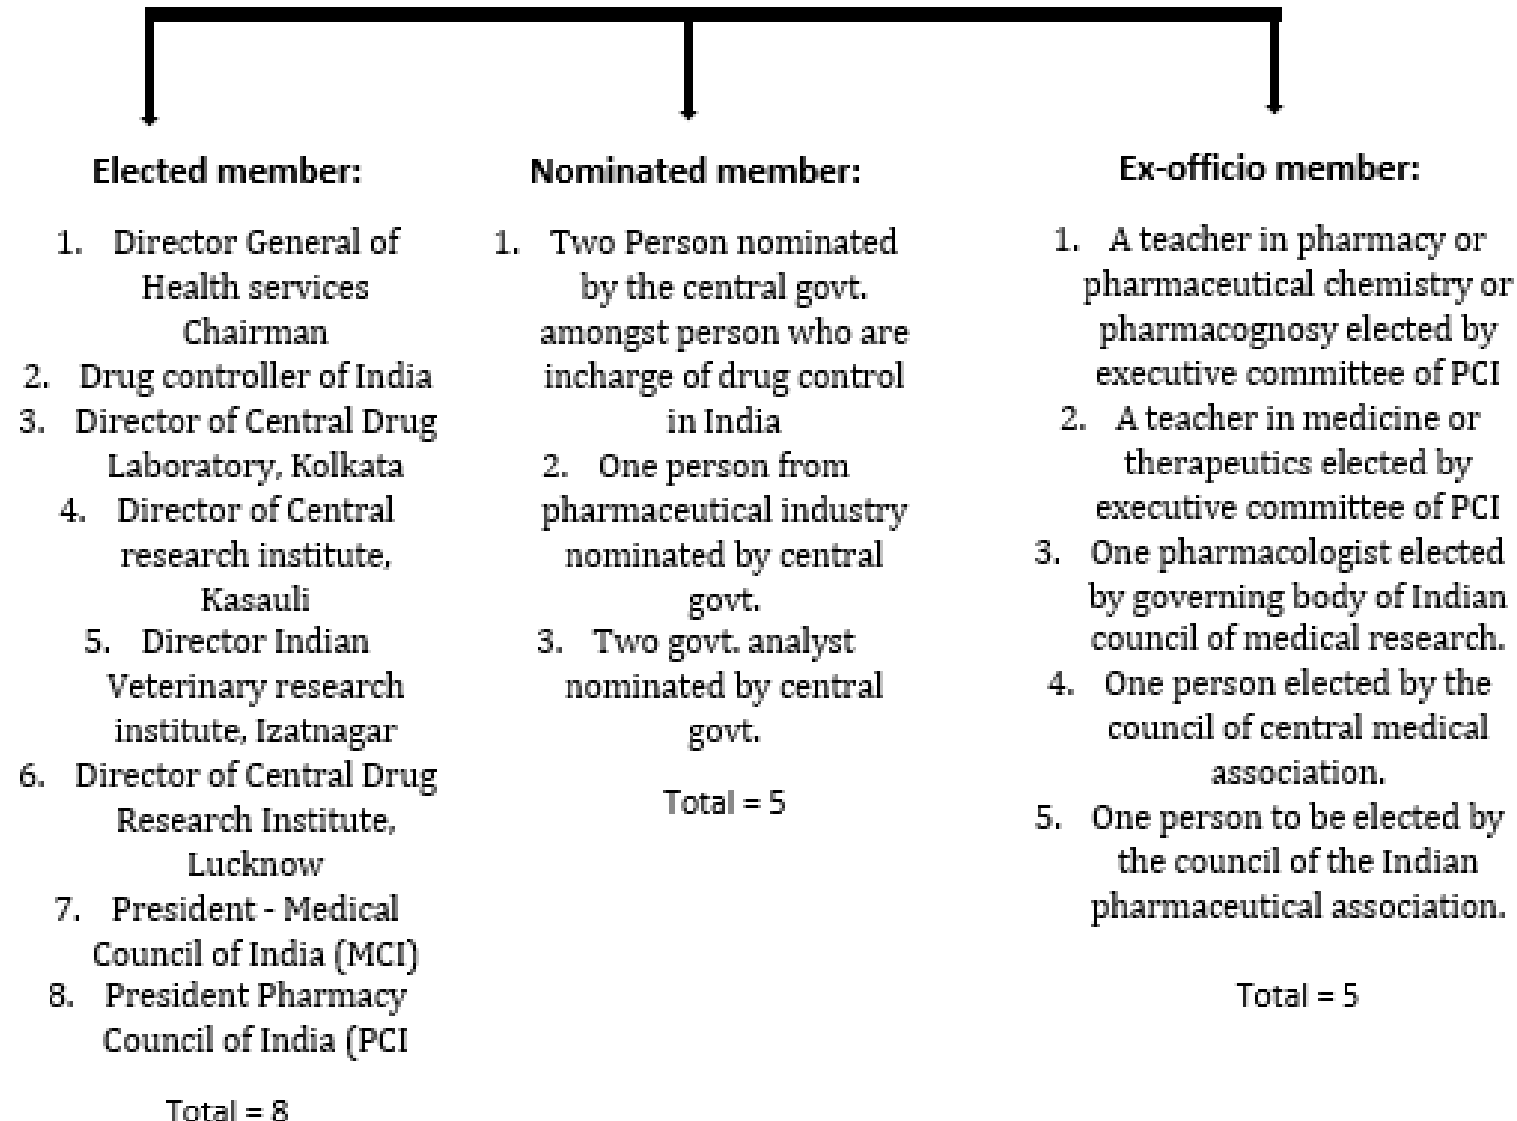 Elected member:
1. Director General of
Health services
Chairman
2. Drug controller of India
3. Director of Central Drug
Laboratory, Kolkata
4. Director of Central
research institute,
Kasauli
5. Director Indian
Veterinary research
institute, Izatnagar
6. Director of Central Drug
Research Institute,
Lucknow
7. President - Medical
Council of India (MCI)
8. President Pharmacy
Council of India (PCI
Total = 8
Nominated member:
1. Two Person nominated
by the central govt.
amongst person who are
incharge of drug control
in India
2. One person from
pharmaceutical industry
nominated by central
govt.
3. Two govt. analyst
nominated by central
govt.
Total = 5
Ex-officio member:
1. A teacher in pharmacy or
pharmaceutical chemistry or
pharmacognosy elected by
executive committee of PCI
2. A teacher in medicine or
therapeutics elected by
executive committee of PCI
3. One pharmacologist elected
by governing body of Indian
council of medical research.
4. One person elected by the
council of central medical
association.
5. One person to be elected by
the council of the Indian
pharmaceutical association.
Total = 5